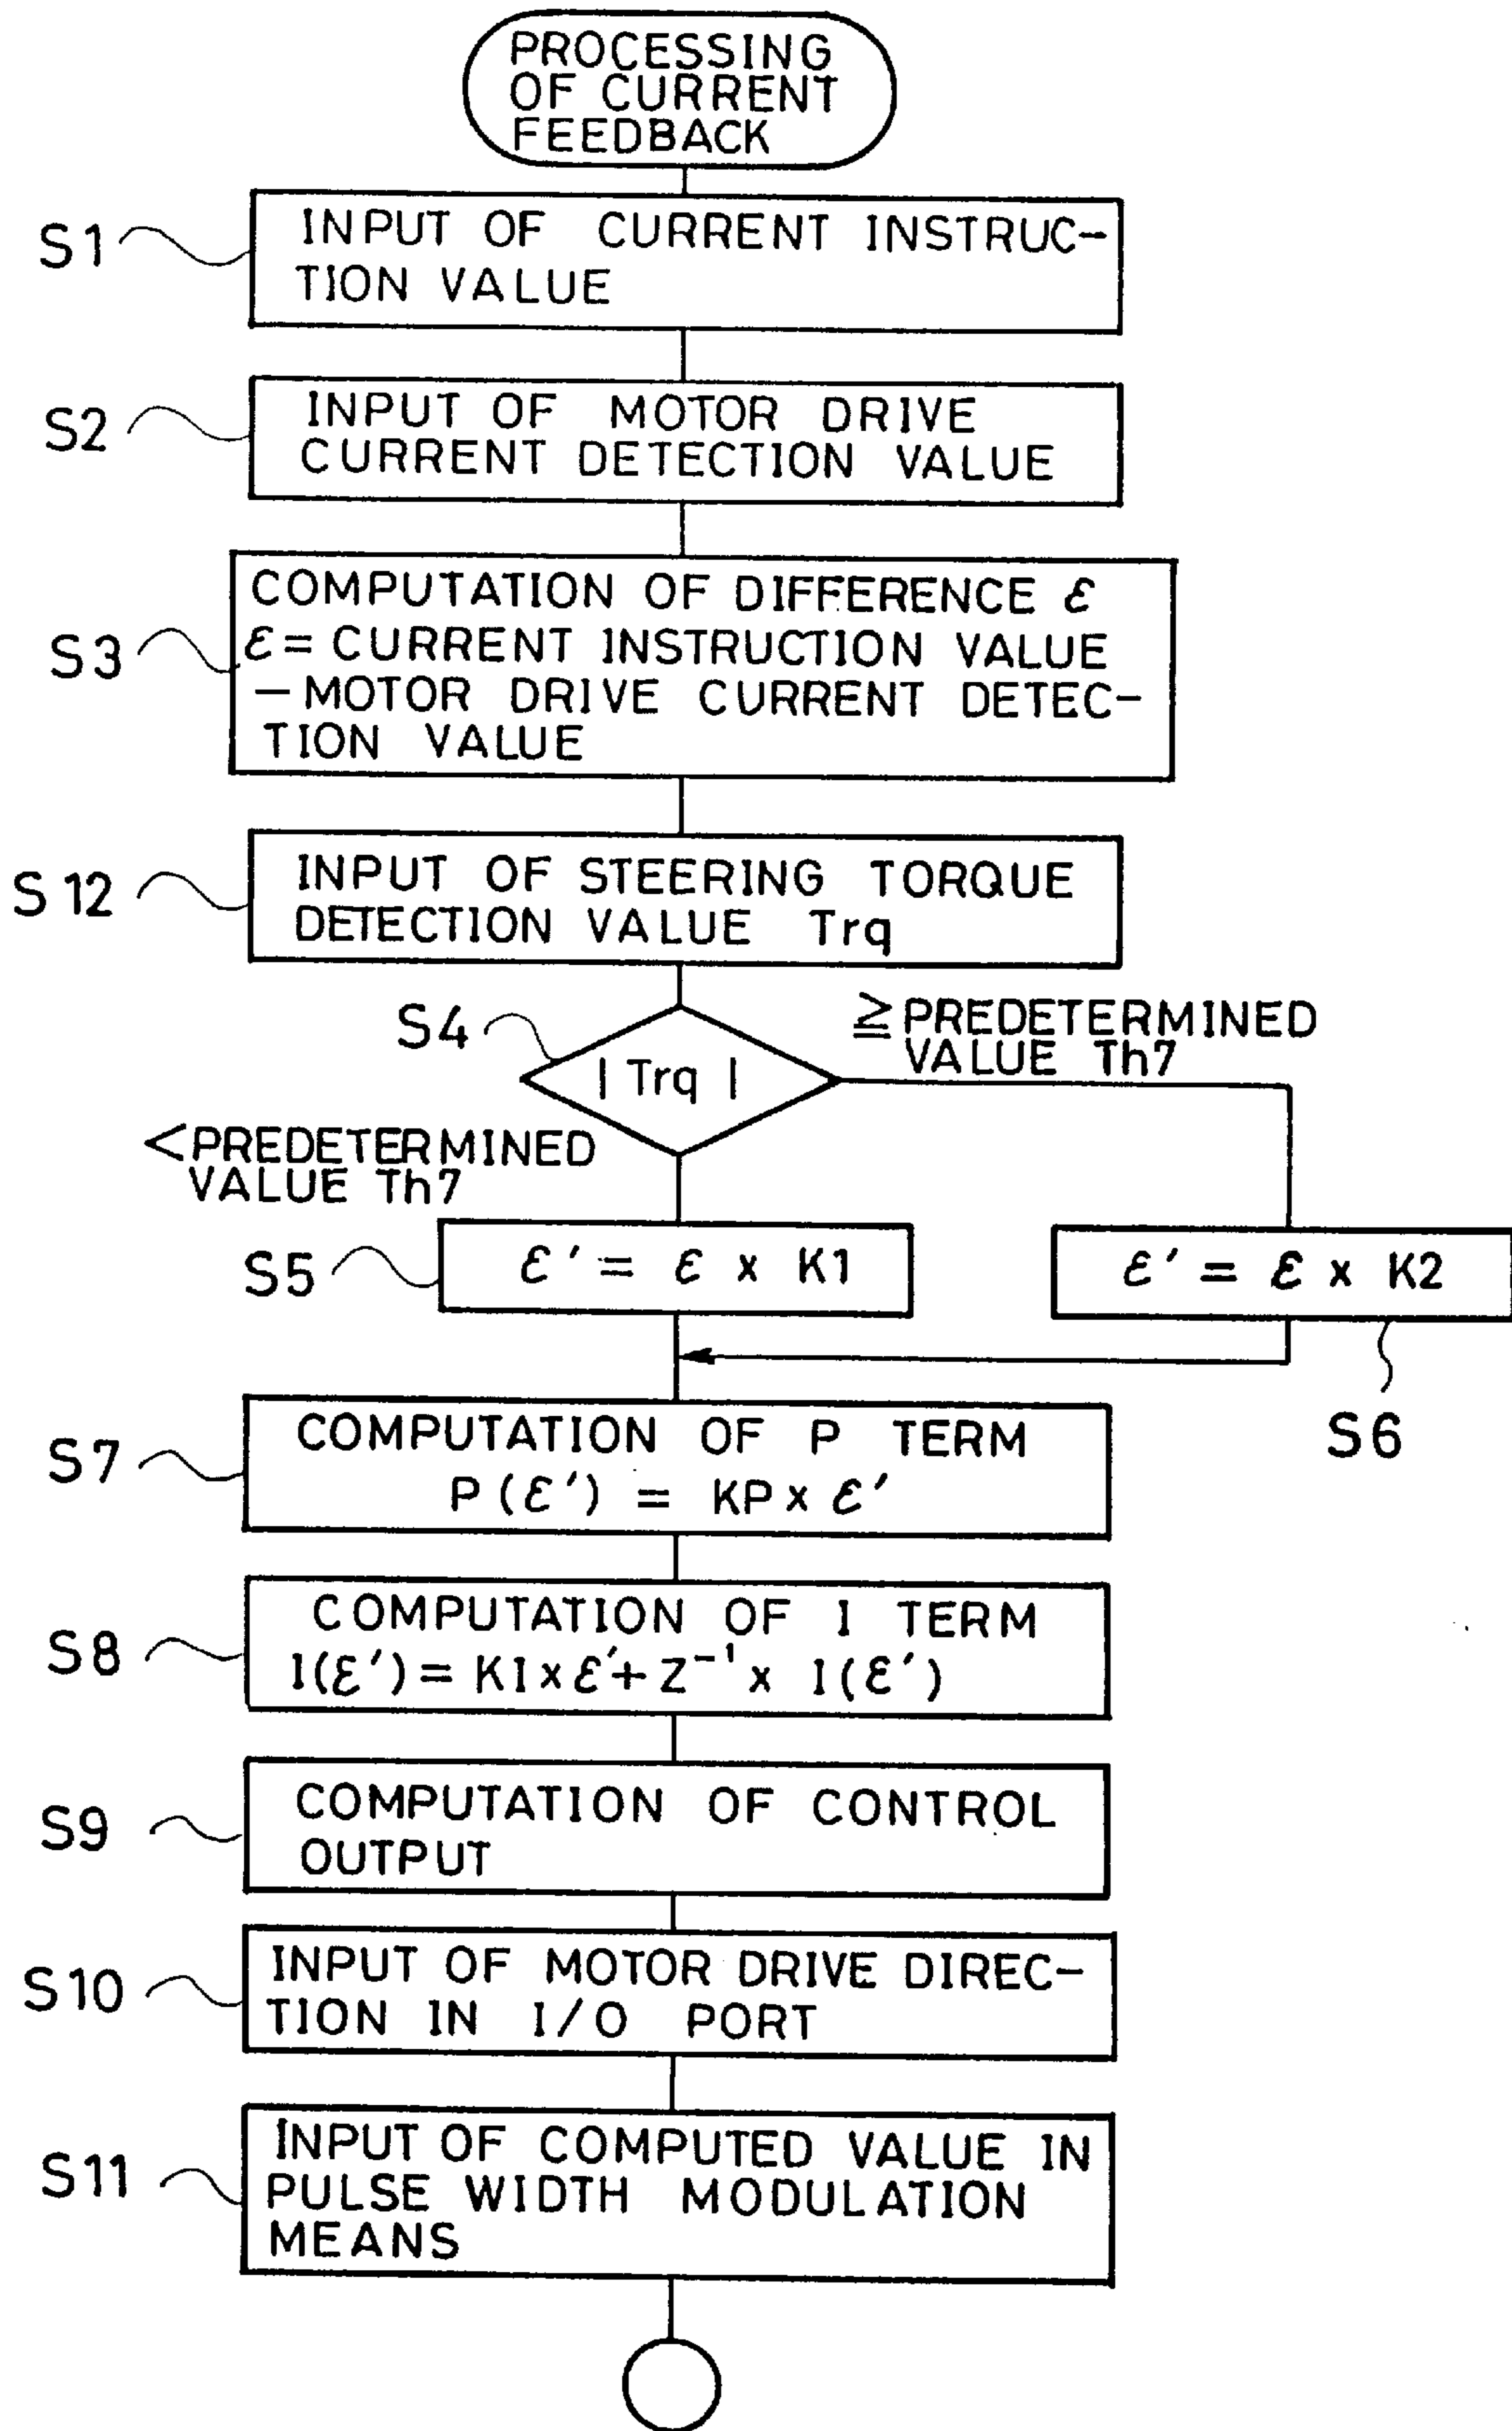 PROCESSING
OF CURRENT
FEEDBACK
S1
INPUT OF CURRENT INSTRUC-
TION VALUE
S2
INPUT OF MOTOR DRIVE
CURRENT DETECTION VALUE
S3
COMPUTATION OF DIFFERENCE ε
ε = CURRENT INSTRUCTION VALUE
– MOTOR DRIVE CURRENT DETEC-
TION VALUE
S12
INPUT OF STEERING TORQUE
DETECTION VALUE Trq
S4
| Trq |
≧ PREDETERMINED
VALUE Th7
< PREDETERMINED
VALUE Th7
S5
ε' = ε x K1
ε' = ε x K2
S6
S7
COMPUTATION OF P TERM
P(ε') = KP x ε'
S8
COMPUTATION OF I TERM
I(ε') = KI x ε' + Z⁻¹ x I(ε')
S9
COMPUTATION OF CONTROL
OUTPUT
S10
INPUT OF MOTOR DRIVE DIREC-
TION IN I/O PORT
S11
INPUT OF COMPUTED VALUE IN
PULSE WIDTH MODULATION
MEANS